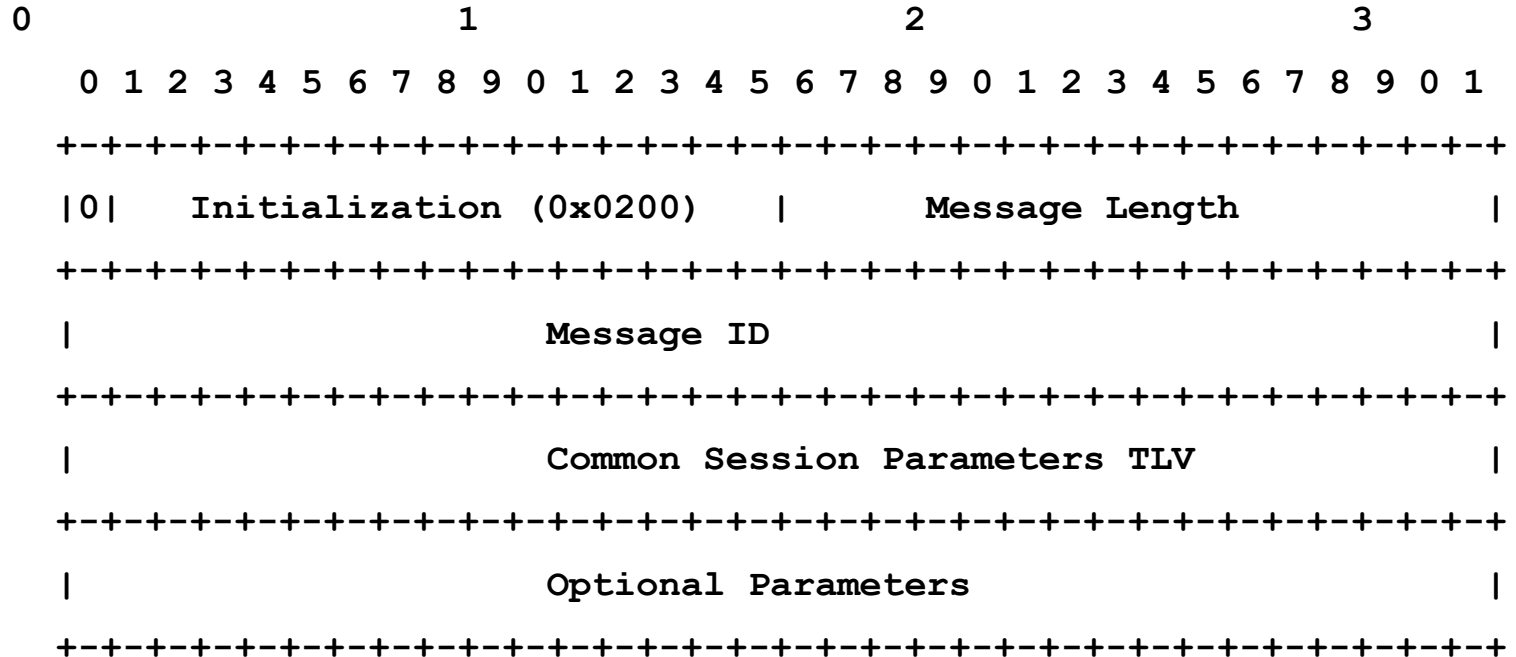 0                   1                   2                   3
 0 1 2 3 4 5 6 7 8 9 0 1 2 3 4 5 6 7 8 9 0 1 2 3 4 5 6 7 8 9 0 1
+-+-+-+-+-+-+-+-+-+-+-+-+-+-+-+-+-+-+-+-+-+-+-+-+-+-+-+-+-+-+-+-+
|0|   Initialization (0x0200)   |      Message Length           |
+-+-+-+-+-+-+-+-+-+-+-+-+-+-+-+-+-+-+-+-+-+-+-+-+-+-+-+-+-+-+-+-+
|                     Message ID                                |
+-+-+-+-+-+-+-+-+-+-+-+-+-+-+-+-+-+-+-+-+-+-+-+-+-+-+-+-+-+-+-+-+
|                     Common Session Parameters TLV             |
+-+-+-+-+-+-+-+-+-+-+-+-+-+-+-+-+-+-+-+-+-+-+-+-+-+-+-+-+-+-+-+-+
|                     Optional Parameters                       |
+-+-+-+-+-+-+-+-+-+-+-+-+-+-+-+-+-+-+-+-+-+-+-+-+-+-+-+-+-+-+-+-+